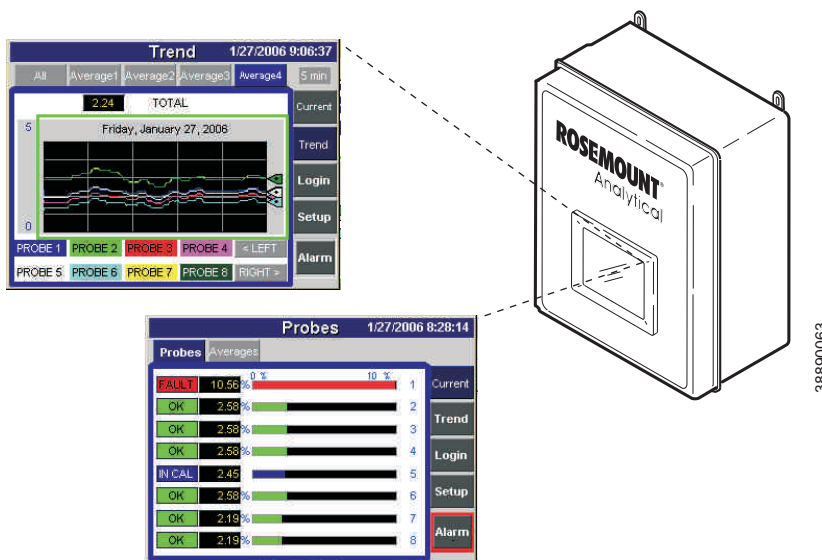 Trend 1/27/2006 9:06:37
All Average1 Average2 Average3 Average4 5 min
2.24 TOTAL
Current
5
Friday, January 27, 2006
Trend
Login
Setup
0
PROBE 1 PROBE 2 PROBE 3 PROBE 4 < LEFT
Alarm
PROBE 5 PROBE 6 PROBE 7 PROBE 8 RIGHT >
ROSEMOUNT
Analytical
38890063
Probes 1/27/2006 8:28:14
Probes Averages
0 % 10 %
FAULT 10.56% 1
Current
OK 2.58% 2
Trend
OK 2.58% 3
OK 2.58% 4
Login
IN CAL 2.45 5
OK 2.58% 6
Setup
OK 2.19% 7
Alarm
OK 2.19% 8